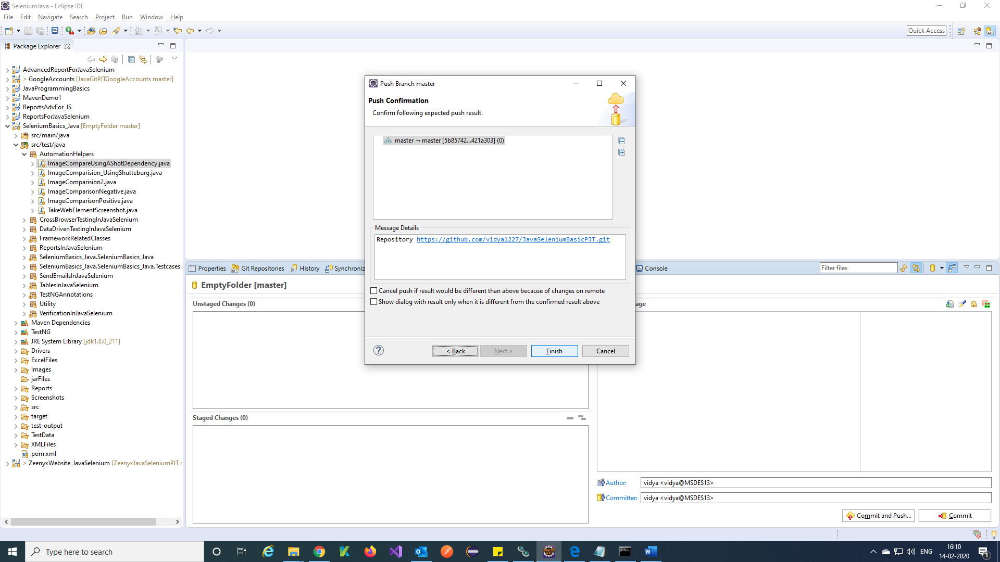 SeleniumJava - Eclipse IDE
File Edit Navigate Search Project Run Window Help
Quick Access
Package Explorer
AdvancedReportForJavaSelenium
> GoogleAccounts [JavaGitPJTGoogleAccounts master]
JavaProgrammingBasics
MavenDemo1
ReportsAdvFor_JS
ReportsForJavaSelenium
SeleniumBasics_Java [EmptyFolder master]
src/main/java
src/test/java
AutomationHelpers
ImageCompareUsingAShotDependency.java
ImageComparision_UsingShutteburg.java
ImageComparision2.java
ImageComparisonNegative.java
ImageComparisonPositive.java
TakeWebElementScreenshot.java
CrossBrowserTestingInJavaSelenium
DataDrivenTestingInJavaSelenium
FrameworkRelatedClasses
ReportsInJavaSelenium
SeleniumBasics_Java.SeleniumBasics_Java
SeleniumBasics_Java.SeleniumBasics_Java.Testcases
SendEmailsInJavaSelenium
TablesInJavaSelenium
TestNGAnnotations
Utility
VerificationInJavaSelenium
Maven Dependencies
TestNG
JRE System Library [jdk1.8.0_211]
Drivers
ExcelFiles
Images
jarFiles
Reports
Screenshots
src
target
test-output
TestData
XMLFiles
pom.xml
> ZeenyxWebsite_JavaSelenium [ZeenyxJavaSeleniumPJT
Push Branch master
Push Confirmation
Confirm following expected push result.
master → master [5b85742...421a303] (0)
Message Details
Repository https://github.com/vidya1227/JavaSeleniumBasicPJT.git
Cancel push if result would be different than above because of changes on remote
Show dialog with result only when it is different from the confirmed result above
? < Back Next > Finish Cancel
Properties Git Repositories History Synchroniz Console
Filter files
EmptyFolder [master]
Unstaged Changes (0)
age
Staged Changes (0)
Author: vidya <vidya@MSDES13>
Committer: vidya <vidya@MSDES13>
Commit and Push... Commit
Type here to search
ENG
16:10
14-02-2020
1